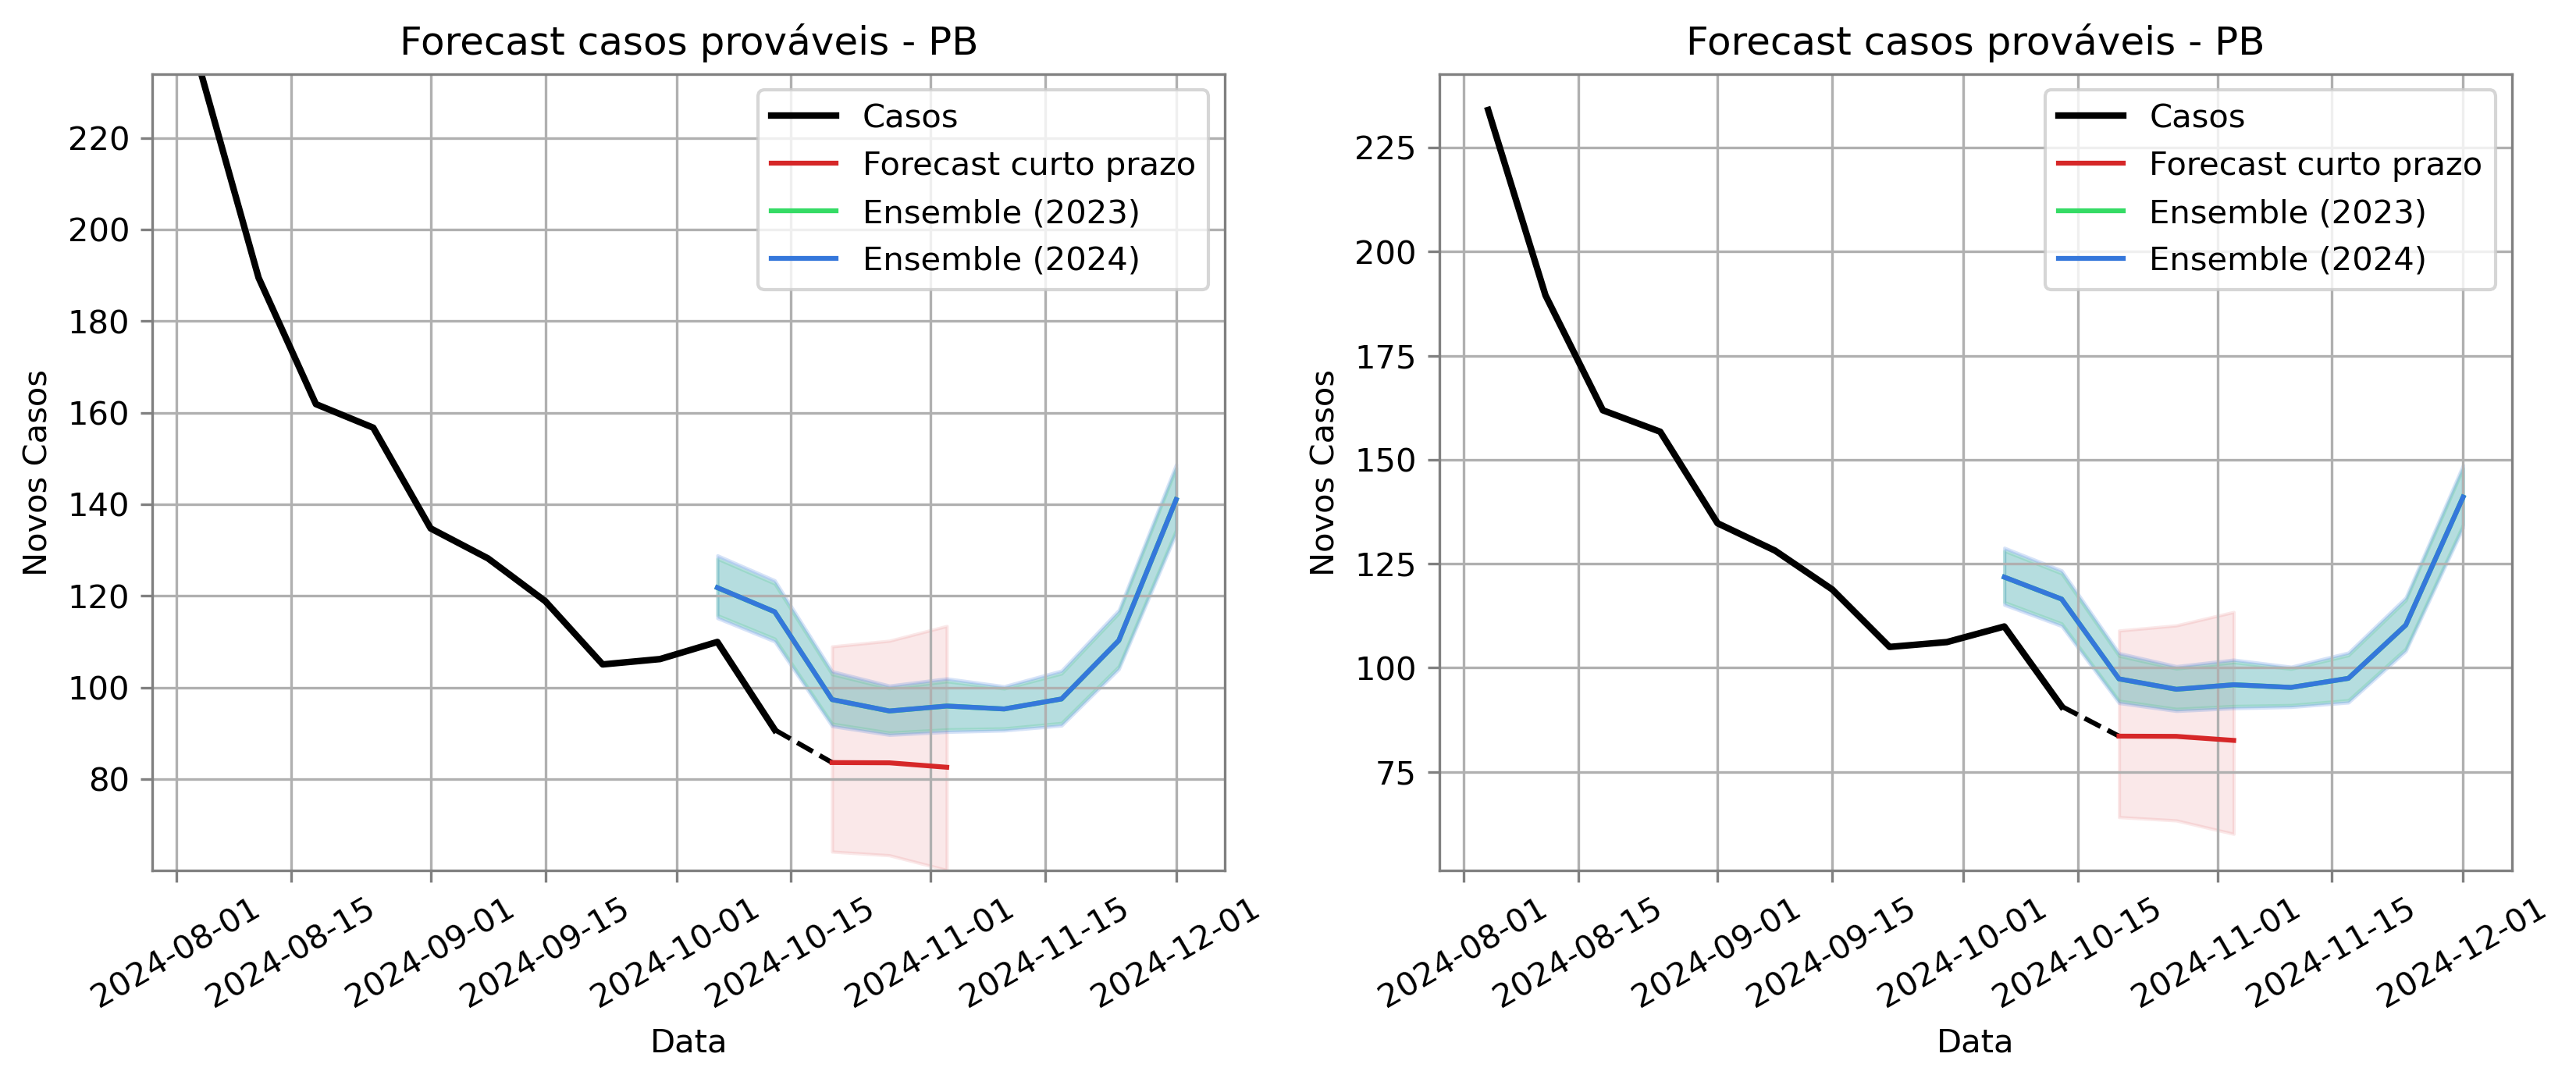 Forecast casos prováveis - PB
Novos Casos
220
200
180
160
140
120
100
80
Casos
Forecast curto prazo
Ensemble (2023)
Ensemble (2024)
2024-08-01
2024-08-15
2024-09-01
2024-09-15
2024-10-01
2024-10-15
2024-11-01
2024-11-15
2024-12-01
Data
Forecast casos prováveis - PB
Novos Casos
225
200
175
150
125
100
75
Casos
Forecast curto prazo
Ensemble (2023)
Ensemble (2024)
2024-08-01
2024-08-15
2024-09-01
2024-09-15
2024-10-01
2024-10-15
2024-11-01
2024-11-15
2024-12-01
Data